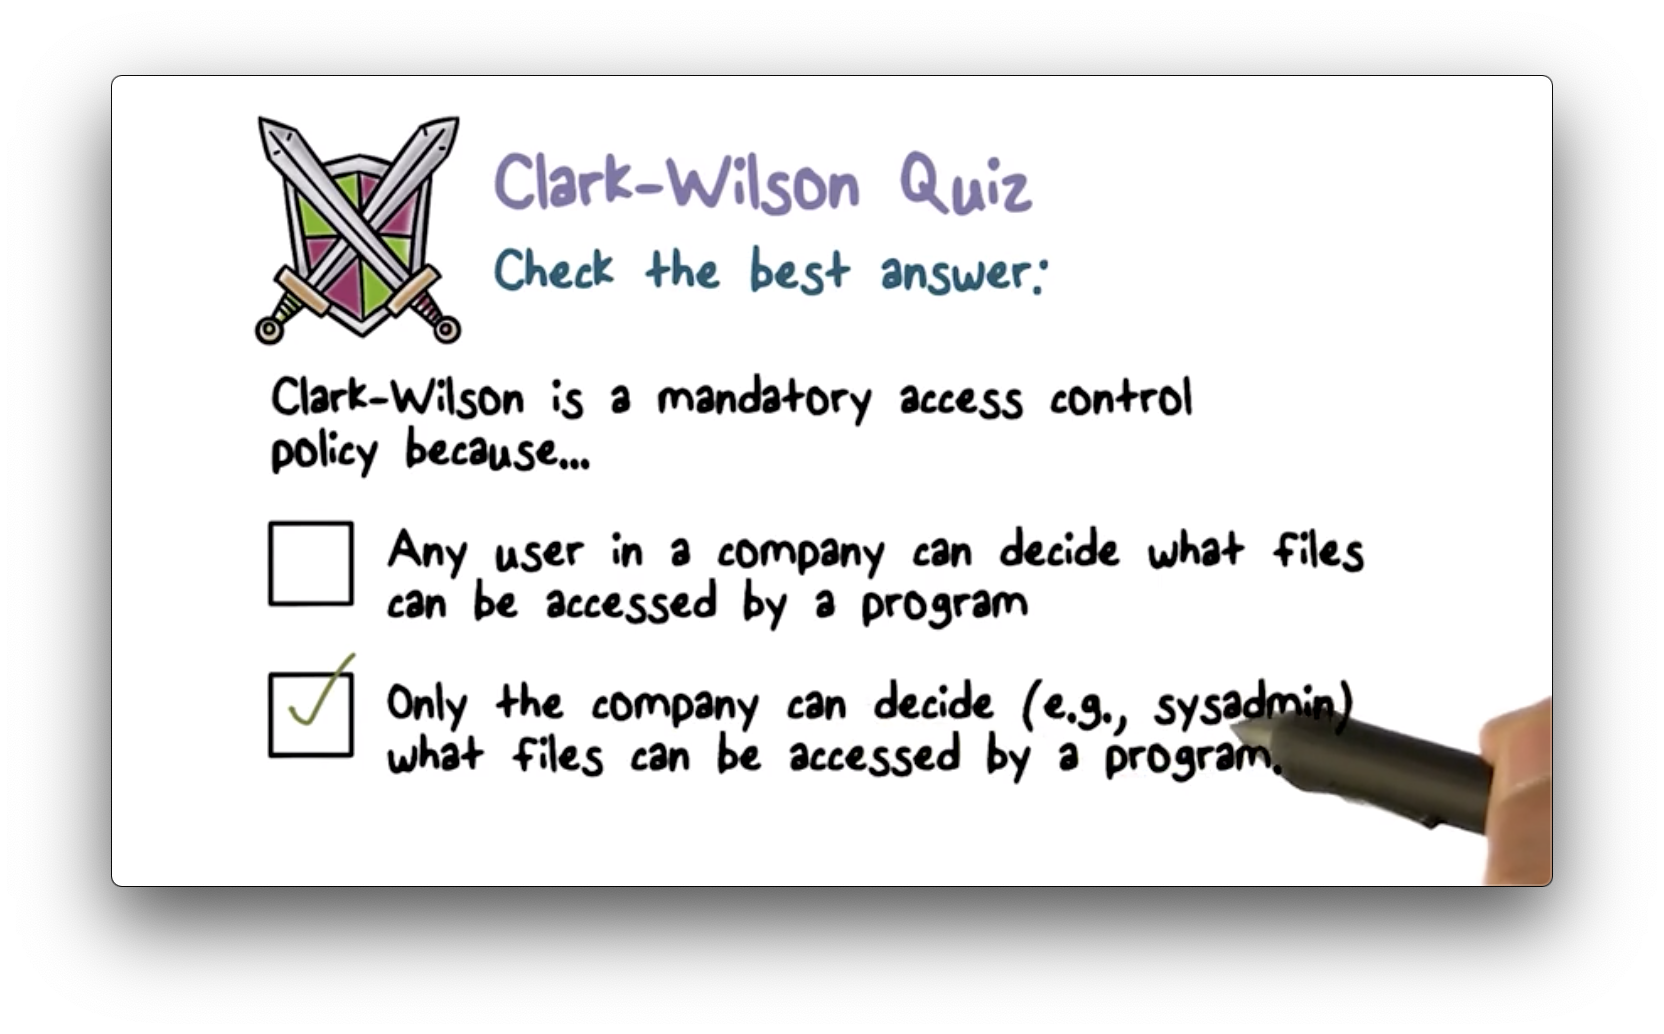 Clark-Wilson Quiz
Check the best answer:
Clark-Wilson is a mandatory access control
policy because...
Any user in a company can decide what files
can be accessed by a program
Only the company can decide (e.g., sysadmin)
what files can be accessed by a program.